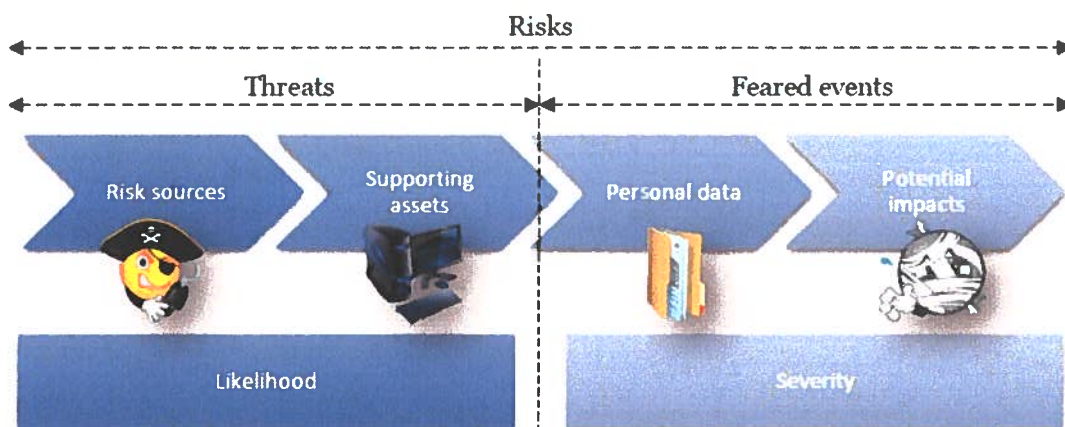 Risks
Threats
Feared events
Risk sources
Supporting
assets
Personal data
Potential
impacts
Likelihood
Severity